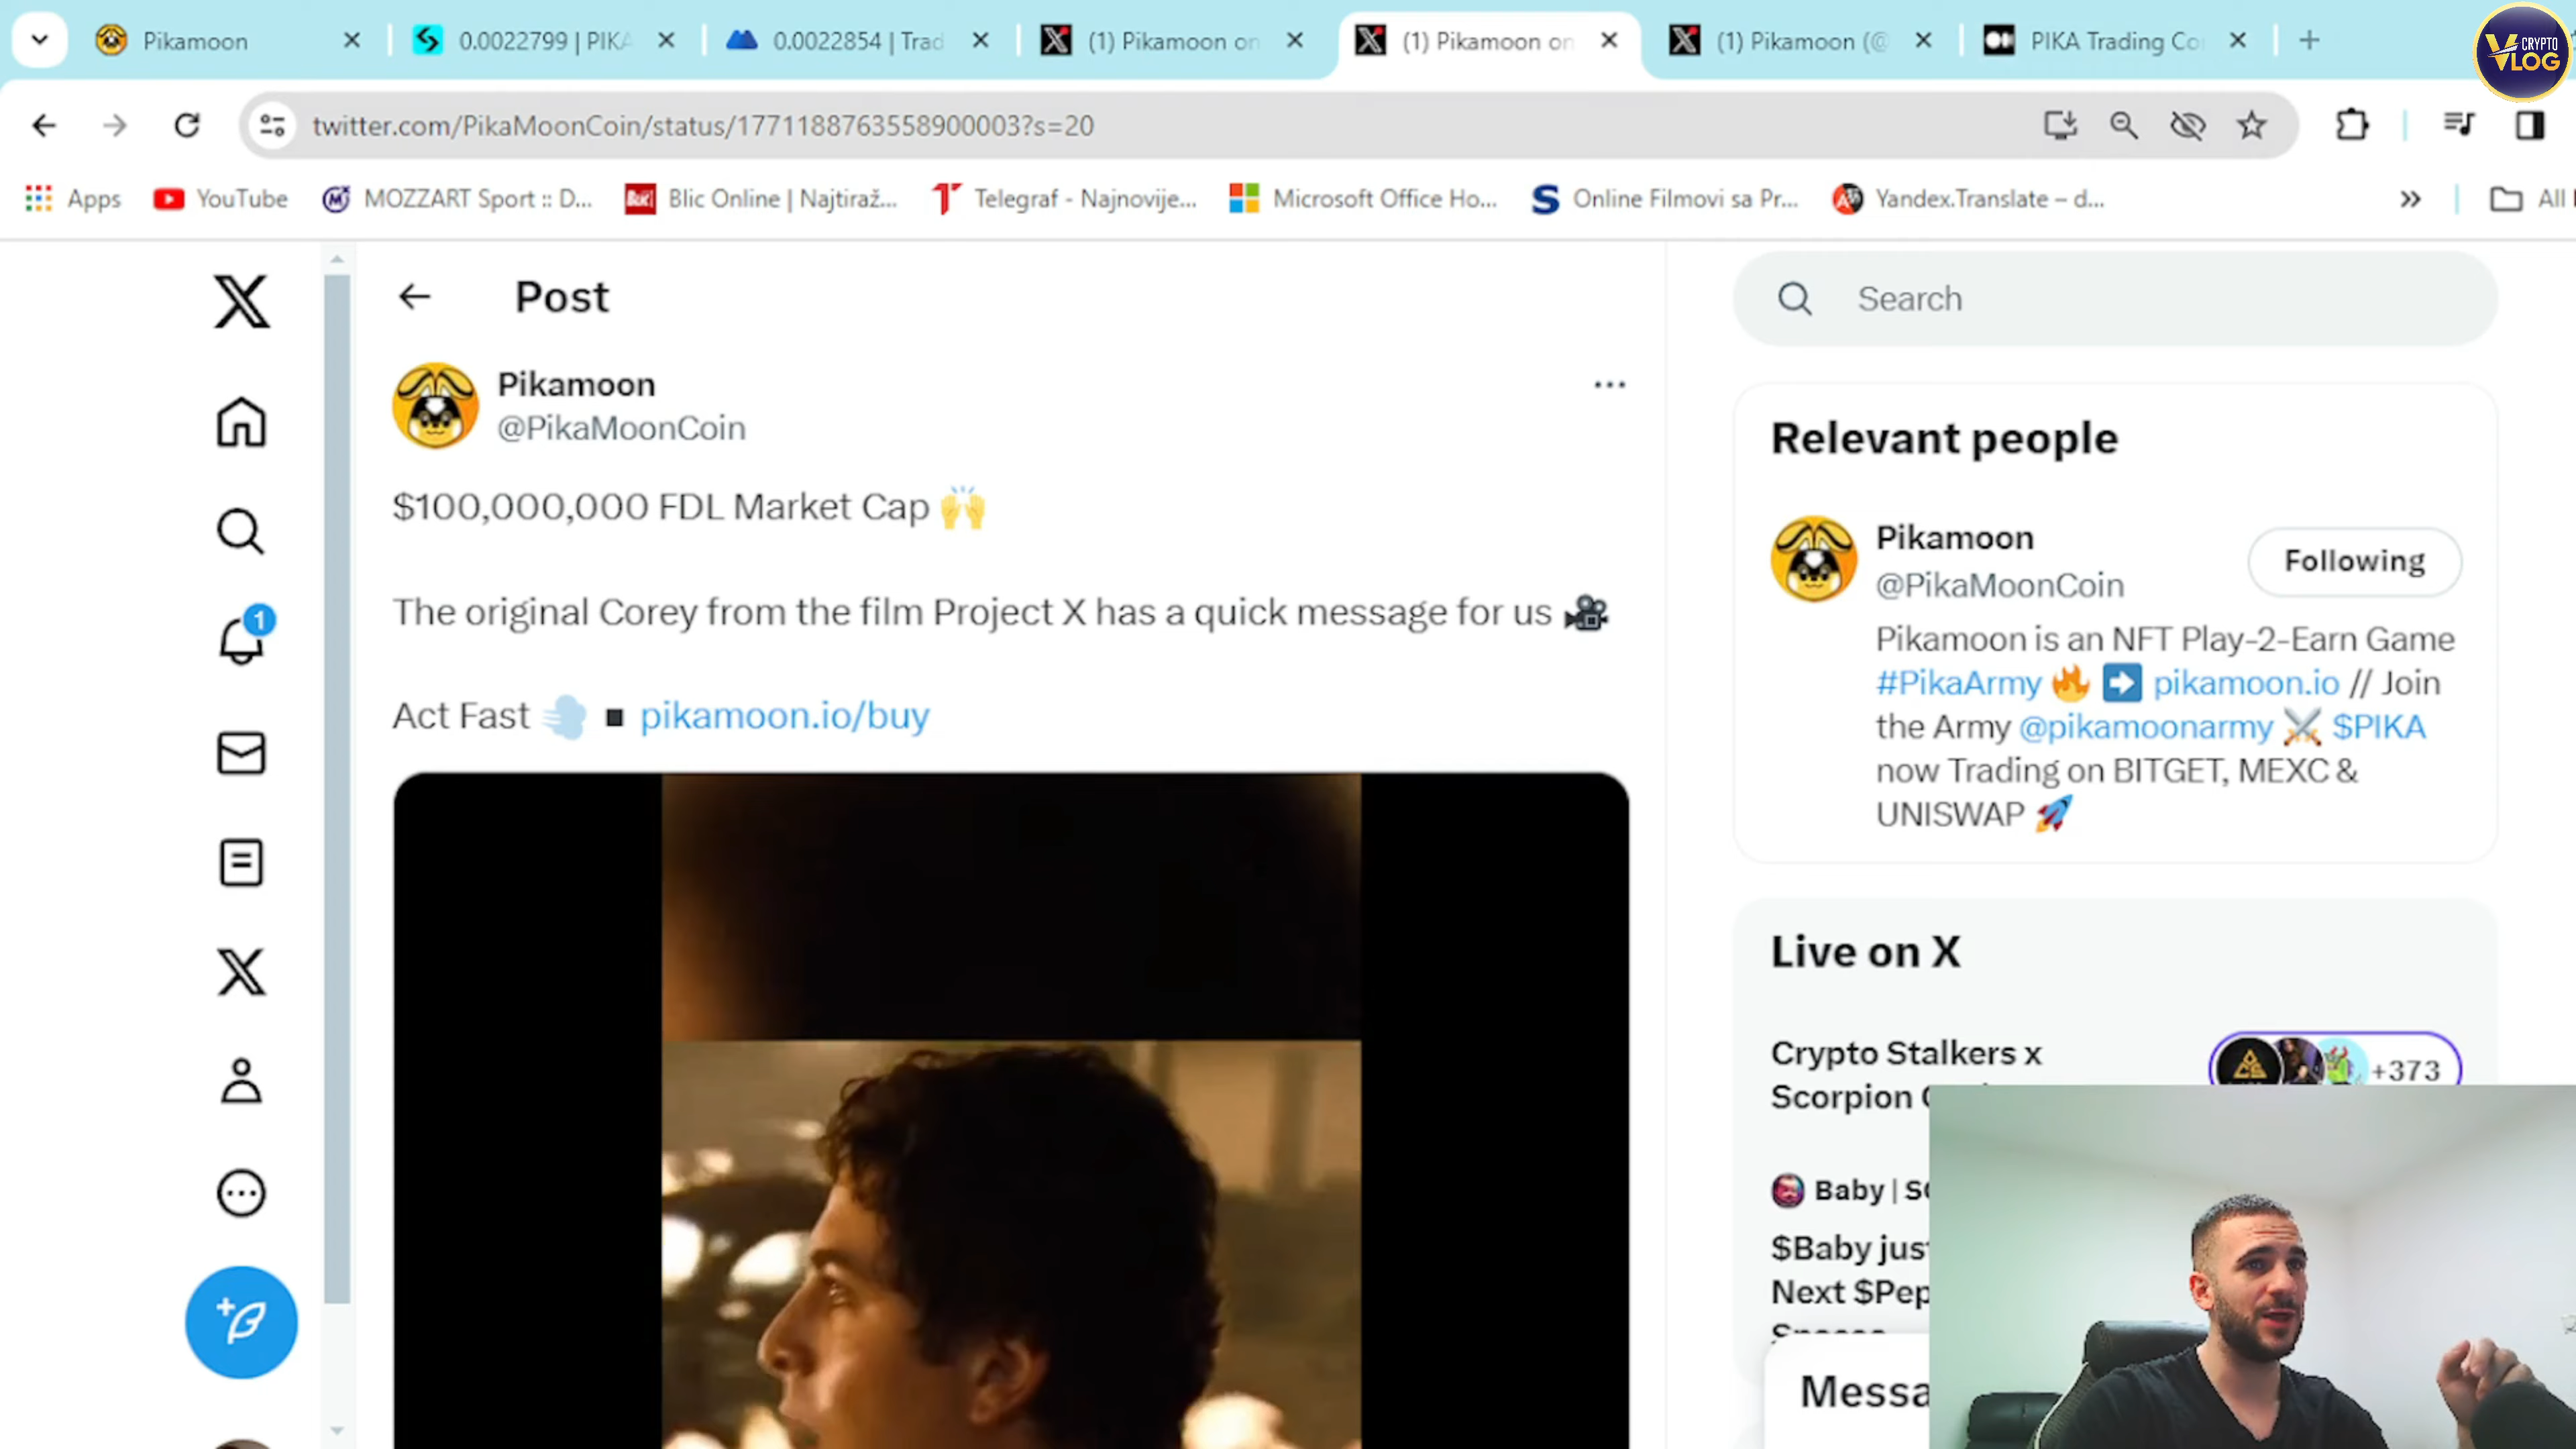 Pikamoon
0.0022799 | PIKA
0.0022854 | Trad
(1) Pikamoon on
(1) Pikamoon on
(1) Pikamoon (@
PIKA Trading Co
CRYPTO
VLOG
twitter.com/PikaMoonCoin/status/1771188763558900003?s=20
Apps
YouTube
MOZZART Sport :: D...
Blic Online | Najtiraž...
Telegraf - Najnovije...
Microsoft Office Ho...
Online Filmovi sa Pr...
Yandex.Translate – d...
All
Post
Pikamoon
@PikaMoonCoin
$100,000,000 FDL Market Cap 🙌
The original Corey from the film Project X has a quick message for us 🎥
Act Fast 💨 ▪ pikamoon.io/buy
1
Search
Relevant people
Pikamoon
@PikaMoonCoin
Following
Pikamoon is an NFT Play-2-Earn Game
#PikaArmy 🔥 ➡️ pikamoon.io // Join
the Army @pikamoonarmy ⚔️ $PIKA
now Trading on BITGET, MEXC &
UNISWAP 🚀
Live on X
Crypto Stalkers x
Scorpion
+373
Baby |
$Baby just
Next $Pep